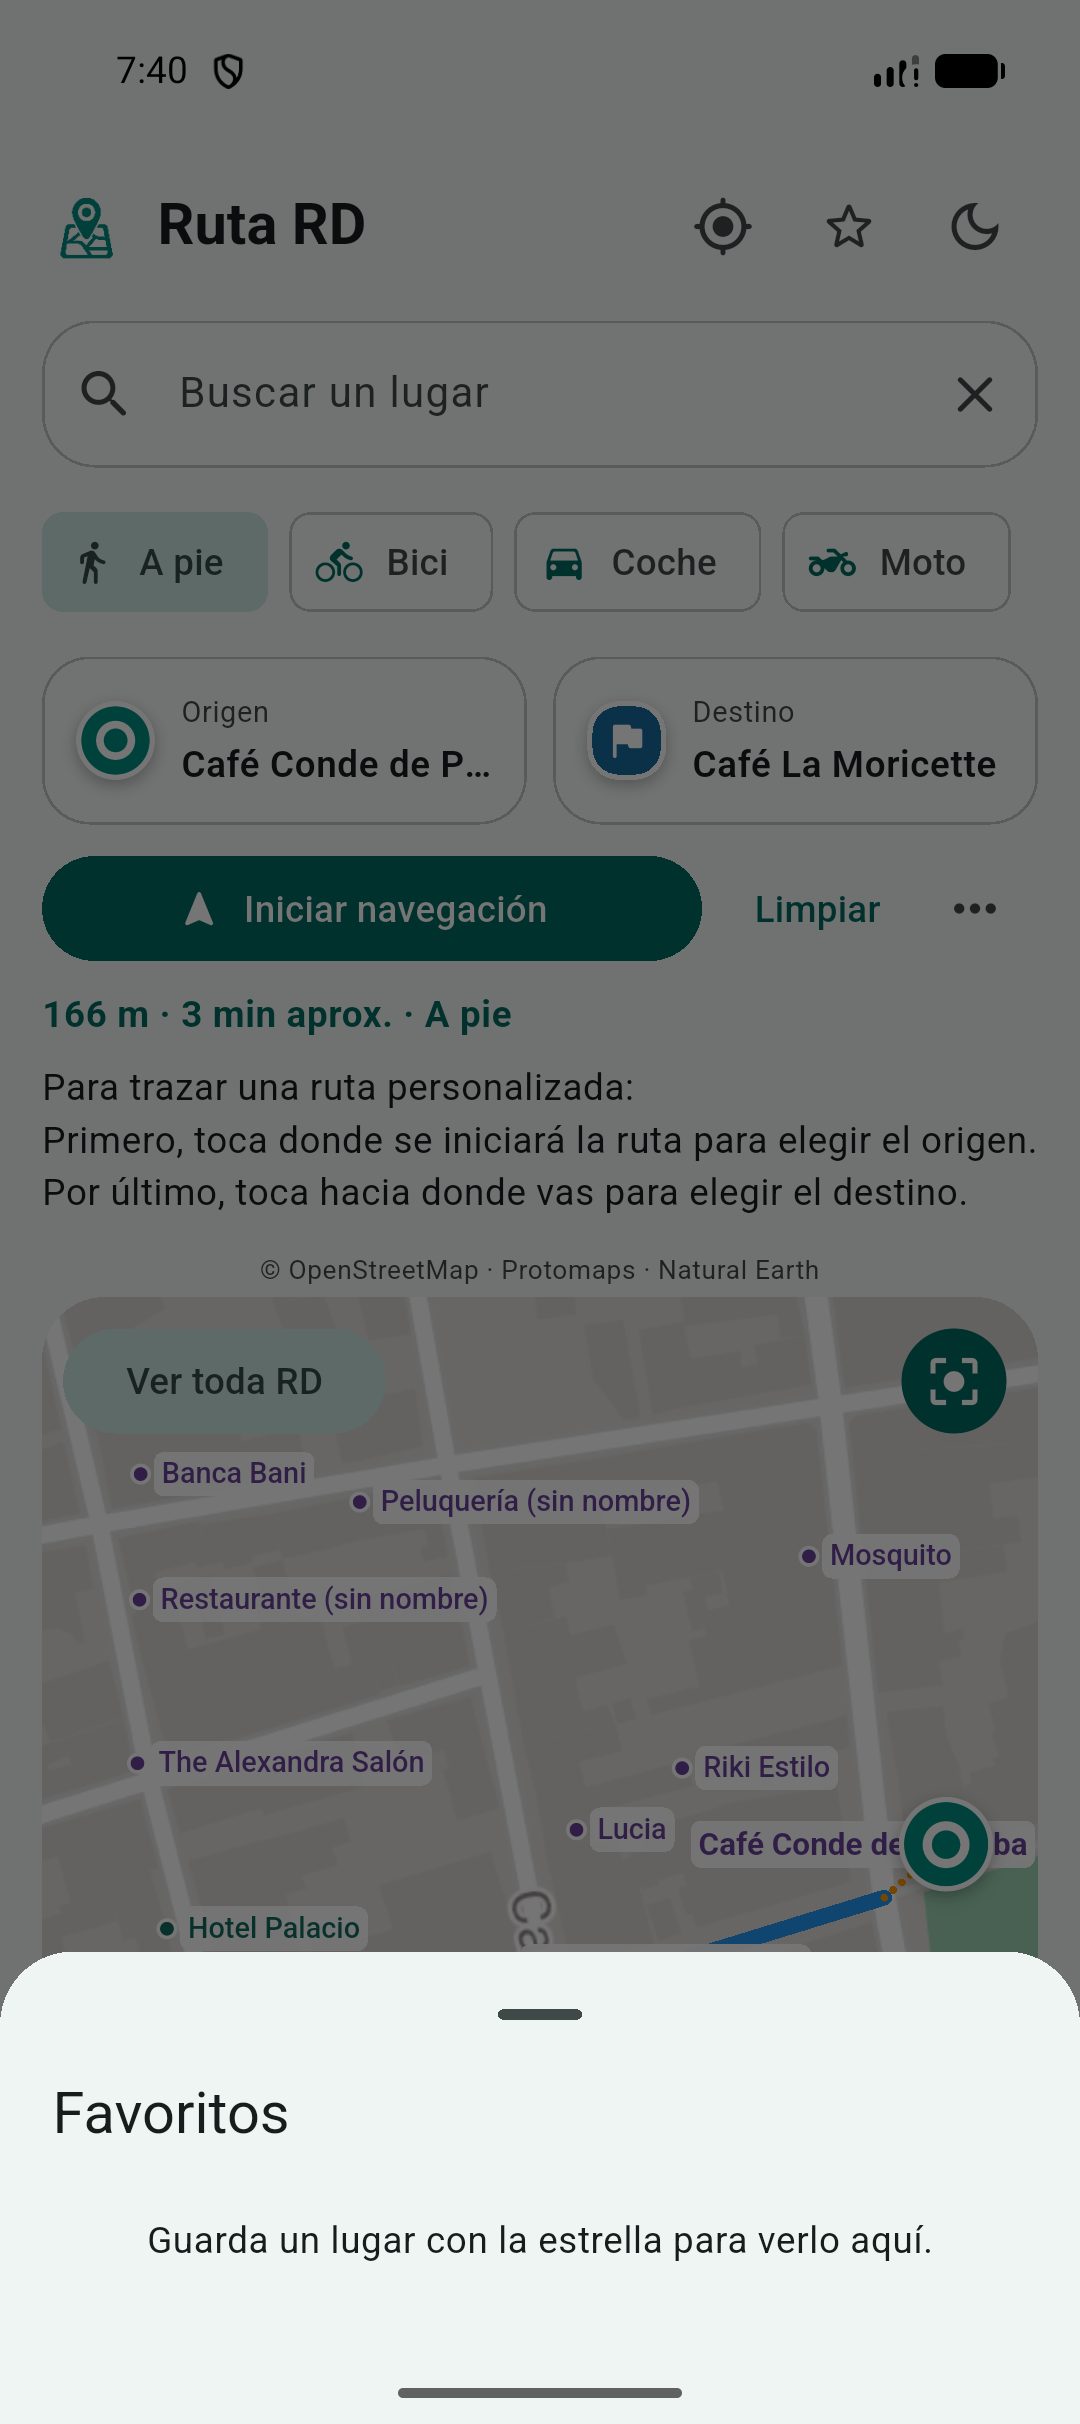 7:40
Ruta RD
Buscar un lugar
A pie
Bici
Coche
Moto
Origen
Café Conde de P...
Destino
Café La Moricette
Iniciar navegación
Limpiar
166 m · 3 min aprox. · A pie
Para trazar una ruta personalizada:
Primero, toca donde se iniciará la ruta para elegir el origen.
Por último, toca hacia donde vas para elegir el destino.
© OpenStreetMap · Protomaps · Natural Earth
Ver toda RD
Banca Bani
Peluquería (sin nombre)
Mosquito
Restaurante (sin nombre)
The Alexandra Salón
Riki Estilo
Lucia
Café Conde de ba
Hotel Palacio
Ca
Favoritos
Guarda un lugar con la estrella para verlo aquí.